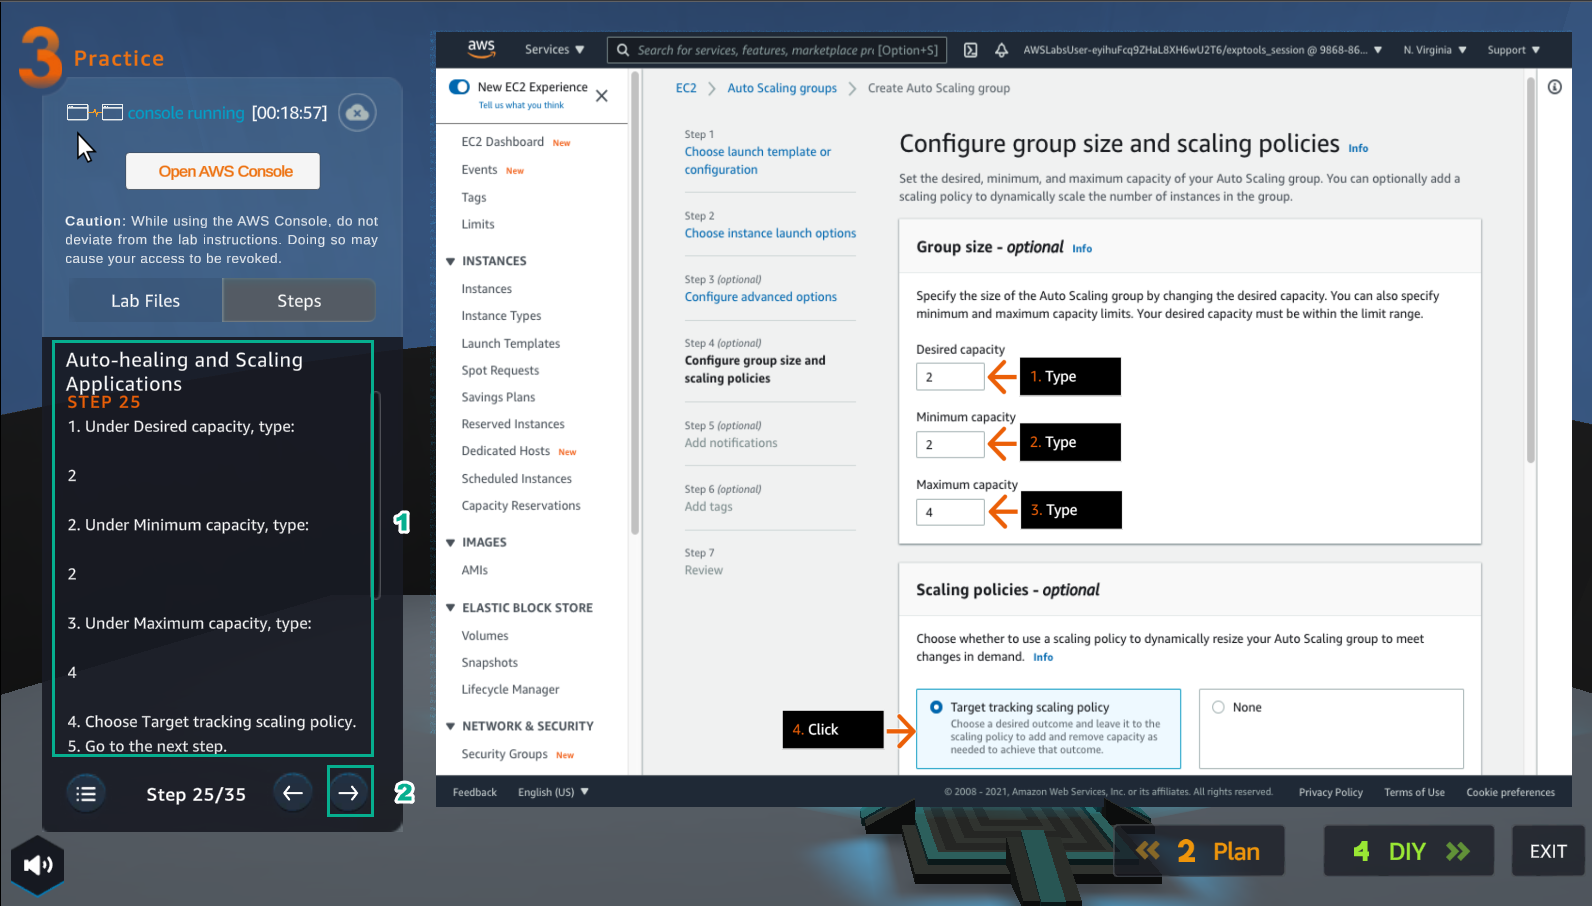 3 Practice
console running [00:18:57]
Open AWS Console
Caution: While using the AWS Console, do not
deviate from the lab instructions. Doing so may
cause your access to be revoked.
Lab Files
Steps
Auto-healing and Scaling
Applications
STEP 25
1. Under Desired capacity, type:
2
2. Under Minimum capacity, type:
2
3. Under Maximum capacity, type:
4
4. Choose Target tracking scaling policy.
5. Go to the next step.
1
Step 25/35
2
aws
Services
Search for services, features, marketplace pr [Option+S]
AWSLabsUser-eyihuFcq9ZHaL8XH6wU2T6/exptools_session @ 9868-86...
N. Virginia
Support
New EC2 Experience
Tell us what you think
EC2 Dashboard New
Events New
Tags
Limits
INSTANCES
Instances
Instance Types
Launch Templates
Spot Requests
Savings Plans
Reserved Instances
Dedicated Hosts New
Scheduled Instances
Capacity Reservations
IMAGES
AMIs
ELASTIC BLOCK STORE
Volumes
Snapshots
Lifecycle Manager
NETWORK & SECURITY
Security Groups New
EC2 > Auto Scaling groups > Create Auto Scaling group
Step 1
Choose launch template or
configuration
Step 2
Choose instance launch options
Step 3 (optional)
Configure advanced options
Step 4 (optional)
Configure group size and
scaling policies
Step 5 (optional)
Add notifications
Step 6 (optional)
Add tags
Step 7
Review
Configure group size and scaling policies Info
Set the desired, minimum, and maximum capacity of your Auto Scaling group. You can optionally add a
scaling policy to dynamically scale the number of instances in the group.
Group size - optional Info
Specify the size of the Auto Scaling group by changing the desired capacity. You can also specify
minimum and maximum capacity limits. Your desired capacity must be within the limit range.
Desired capacity
2
1. Type
Minimum capacity
2
2. Type
Maximum capacity
4
3. Type
Scaling policies - optional
Choose whether to use a scaling policy to dynamically resize your Auto Scaling group to meet
changes in demand. Info
4. Click
Target tracking scaling policy
Choose a desired outcome and leave it to the
scaling policy to add and remove capacity as
needed to achieve that outcome.
None
Feedback
English (US)
© 2008 - 2021, Amazon Web Services, Inc. or its affiliates. All rights reserved.
Privacy Policy
Terms of Use
Cookie preferences
2 Plan
4 DIY
EXIT